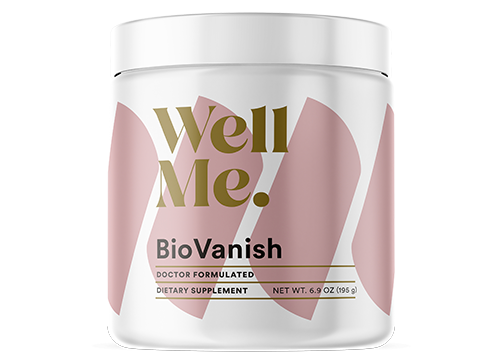 Well
Me.
BioVanish
DOCTOR FORMULATED
DIETARY SUPPLEMENT NET WT. 6.9 OZ (195 g)